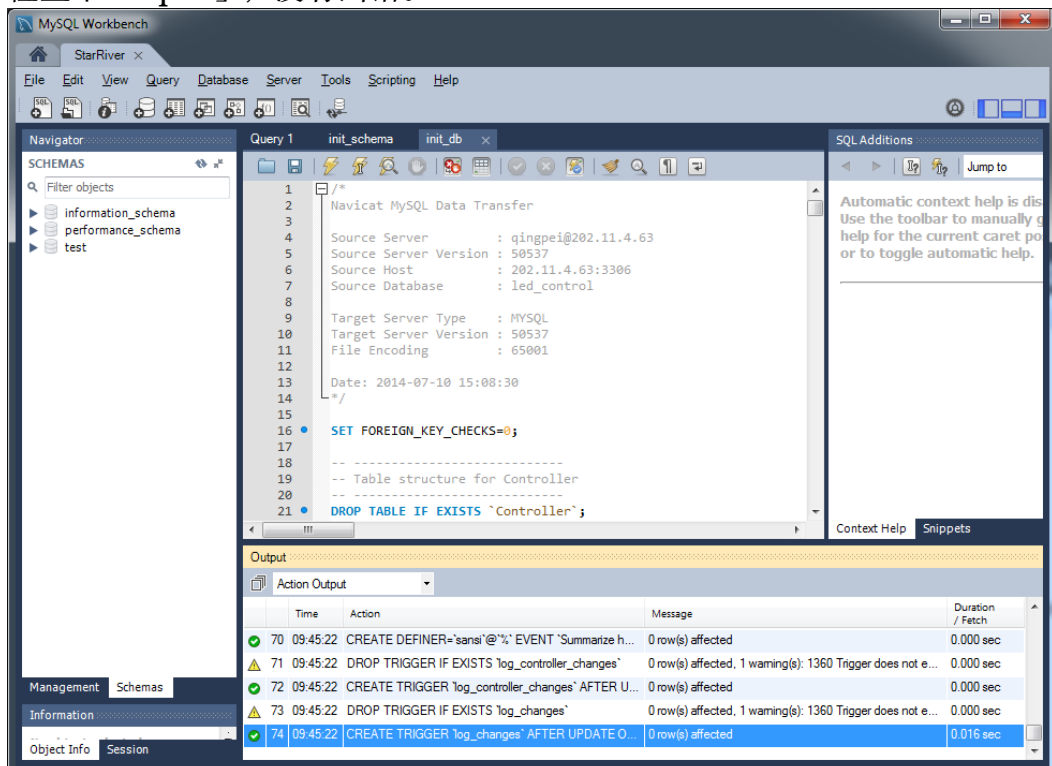 MySQL Workbench
StarRiver
File Edit View Query Database Server Tools Scripting Help
Navigator
SCHEMAS
Filter objects
information_schema
performance_schema
test
Management Schemas
Information
Object Info Session
Query 1 init_schema init_db
1 /*
2 Navicat MySQL Data Transfer
3
4 Source Server : qingpei@202.11.4.63
5 Source Server Version : 50537
6 Source Host : 202.11.4.63:3306
7 Source Database : led_control
8
9 Target Server Type : MYSQL
10 Target Server Version : 50537
11 File Encoding : 65001
12
13 Date: 2014-07-10 15:08:30
14 */
15
16 SET FOREIGN_KEY_CHECKS=0;
17
18 -- ----------------------------
19 -- Table structure for Controller
20 -- ----------------------------
21 DROP TABLE IF EXISTS `Controller`;
SQL Additions
Jump to
Automatic context help is dis
Use the toolbar to manually g
help for the current caret po
or to toggle automatic help.
Context Help Snippets
Output
Action Output
Time Action Message Duration / Fetch
70 09:45:22 CREATE DEFINER=`sansi`@`%` EVENT `Summarize h... 0 row(s) affected 0.000 sec
71 09:45:22 DROP TRIGGER IF EXISTS `log_controller_changes` 0 row(s) affected, 1 warning(s): 1360 Trigger does not e... 0.000 sec
72 09:45:22 CREATE TRIGGER `log_controller_changes` AFTER U... 0 row(s) affected 0.000 sec
73 09:45:22 DROP TRIGGER IF EXISTS `log_changes` 0 row(s) affected, 1 warning(s): 1360 Trigger does not e... 0.000 sec
74 09:45:22 CREATE TRIGGER `log_changes` AFTER UPDATE O... 0 row(s) affected 0.016 sec